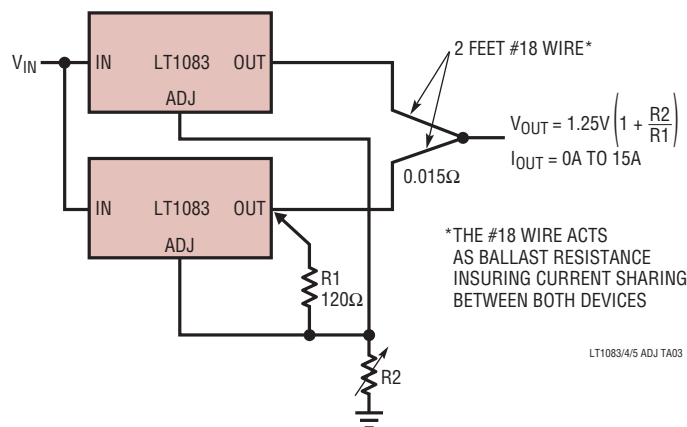 2 FEET #18 WIRE*
V_IN
IN LT1083 OUT
ADJ
V_OUT = 1.25V (1 + R2/R1)
I_OUT = 0A TO 15A
0.015Ω
IN LT1083 OUT
ADJ
R1
120Ω
*THE #18 WIRE ACTS
AS BALLAST RESISTANCE
INSURING CURRENT SHARING
BETWEEN BOTH DEVICES
R2
LT1083/4/5 ADJ TA03